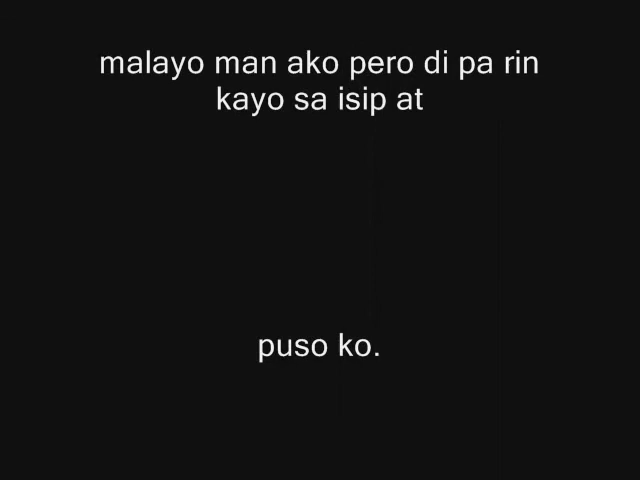 malayo man ako pero di pa rin
kayo sa isip at
puso ko.